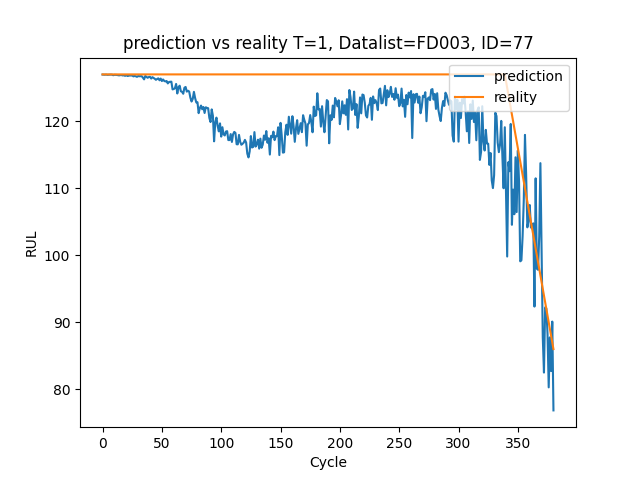 prediction vs reality T=1, Datalist=FD003, ID=77
prediction
reality
120
110
100
90
80
RUL
0 50 100 150 200 250 300 350
Cycle